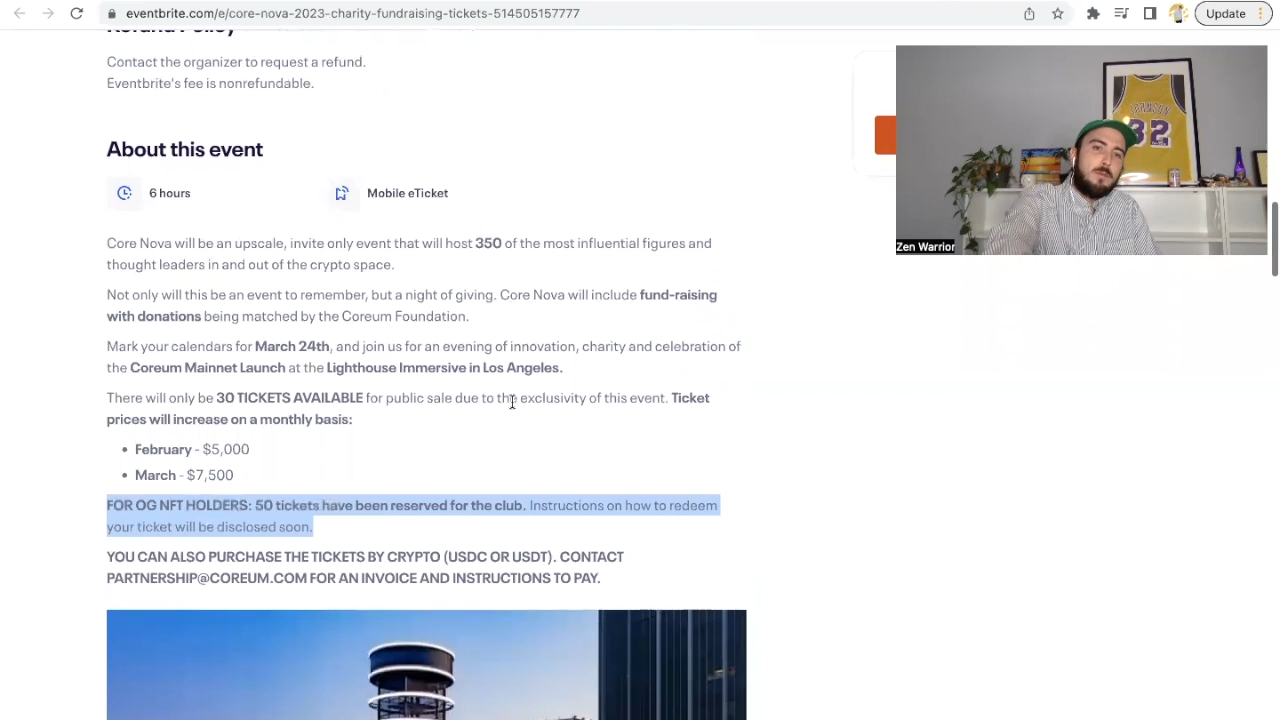 eventbrite.com/e/core-nova-2023-charity-fundraising-tickets-514505157777
Update
Refund Policy
Contact the organizer to request a refund.
Eventbrite's fee is nonrefundable.
About this event
6 hours
Mobile eTicket
Core Nova will be an upscale, invite only event that will host 350 of the most influential figures and
thought leaders in and out of the crypto space.
Not only will this be an event to remember, but a night of giving. Core Nova will include fund-raising
with donations being matched by the Coreum Foundation.
Mark your calendars for March 24th, and join us for an evening of innovation, charity and celebration of
the Coreum Mainnet Launch at the Lighthouse Immersive in Los Angeles.
There will only be 30 TICKETS AVAILABLE for public sale due to the exclusivity of this event. Ticket
prices will increase on a monthly basis:
• February - $5,000
• March - $7,500
FOR OG NFT HOLDERS: 50 tickets have been reserved for the club. Instructions on how to redeem
your ticket will be disclosed soon.
YOU CAN ALSO PURCHASE THE TICKETS BY CRYPTO (USDC OR USDT). CONTACT
PARTNERSHIP@COREUM.COM FOR AN INVOICE AND INSTRUCTIONS TO PAY.
JOHNSON
32
Zen Warrior